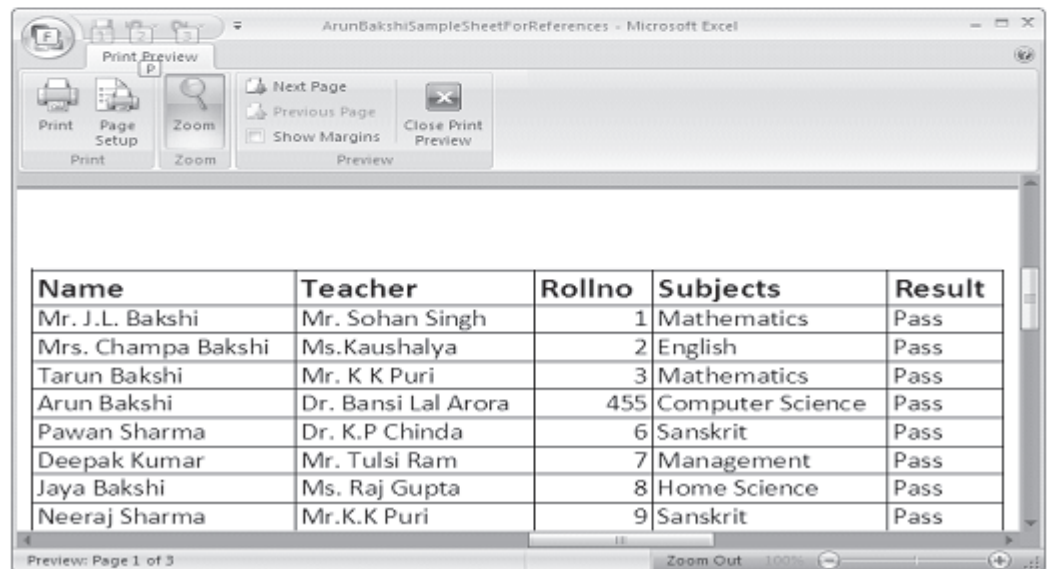 ArunBakshiSampleSheetForReferences - Microsoft Excel
F 1 2 3
Print Preview
P
Print
Page Setup
Zoom
Next Page
Previous Page
Show Margins
Close Print Preview
Print
Zoom
Preview
Name Teacher Rollno Subjects Result
Mr. J.L. Bakshi Mr. Sohan Singh 1 Mathematics Pass
Mrs. Champa Bakshi Ms.Kaushalya 2 English Pass
Tarun Bakshi Mr. K K Puri 3 Mathematics Pass
Arun Bakshi Dr. Bansi Lal Arora 455 Computer Science Pass
Pawan Sharma Dr. K.P Chinda 6 Sanskrit Pass
Deepak Kumar Mr. Tulsi Ram 7 Management Pass
Jaya Bakshi Ms. Raj Gupta 8 Home Science Pass
Neeraj Sharma Mr.K.K Puri 9 Sanskrit Pass
Preview: Page 1 of 3 Zoom Out 100%